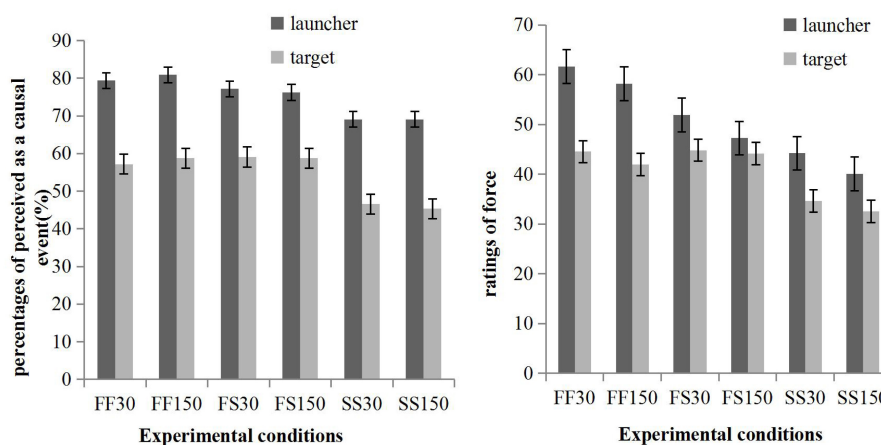 launcher
target
90
80
70
60
50
40
30
20
10
0
percentages of perceived as a causal
event(%)
FF30 FF150 FS30 FS150 SS30 SS150
Experimental conditions
launcher
target
70
60
50
40
30
20
10
0
ratings of force
FF30 FF150 FS30 FS150 SS30 SS150
Experimental conditions